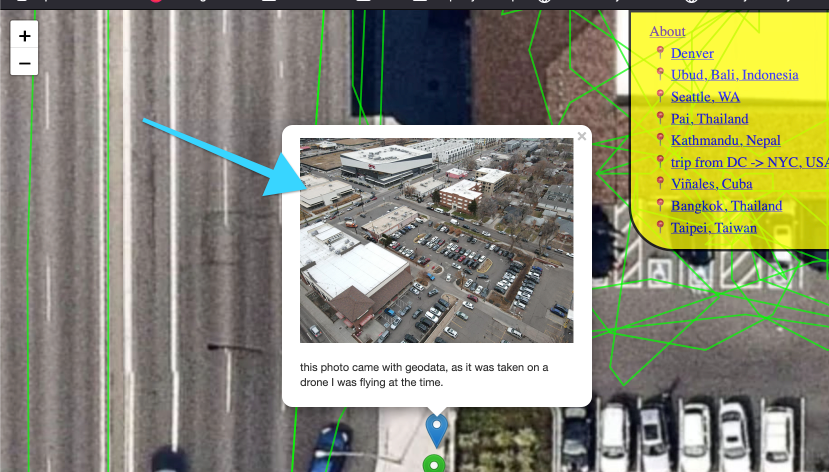 +
−
About
Denver
Ubud, Bali, Indonesia
Seattle, WA
Pai, Thailand
Kathmandu, Nepal
trip from DC -> NYC, USA
Viñales, Cuba
Bangkok, Thailand
Taipei, Taiwan
×
this photo came with geodata, as it was taken on a
drone I was flying at the time.